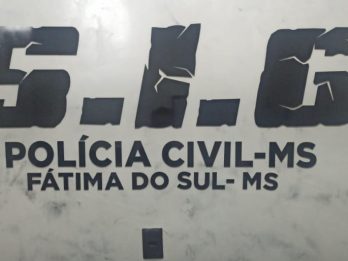 S.I.G
POLÍCIA CIVIL-MS
FÁTIMA DO SUL- MS